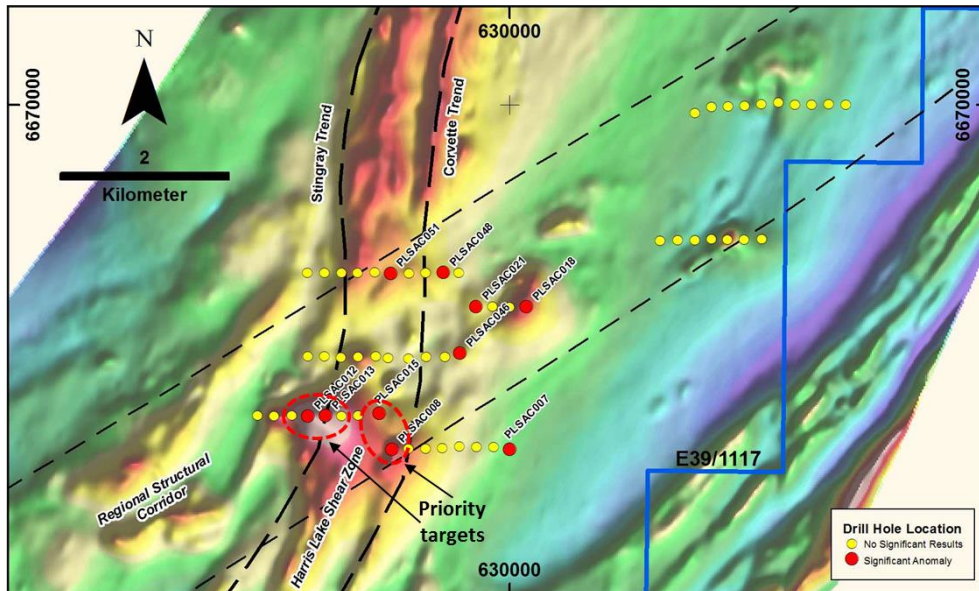 630000
N
6670000
6670000
2
Kilometer
Stingray Trend
Corvette Trend
PLSAC051
PLSAC048
PLSAC021
PLSAC018
PLSAC046
PLSAC012
PLSAC013
PLSAC015
PLSAC008
PLSAC007
E39/1117
Regional Structural
Corridor
Harris Lake Shear Zone
Priority
targets
Drill Hole Location
No Significant Results
Significant Anomaly
630000